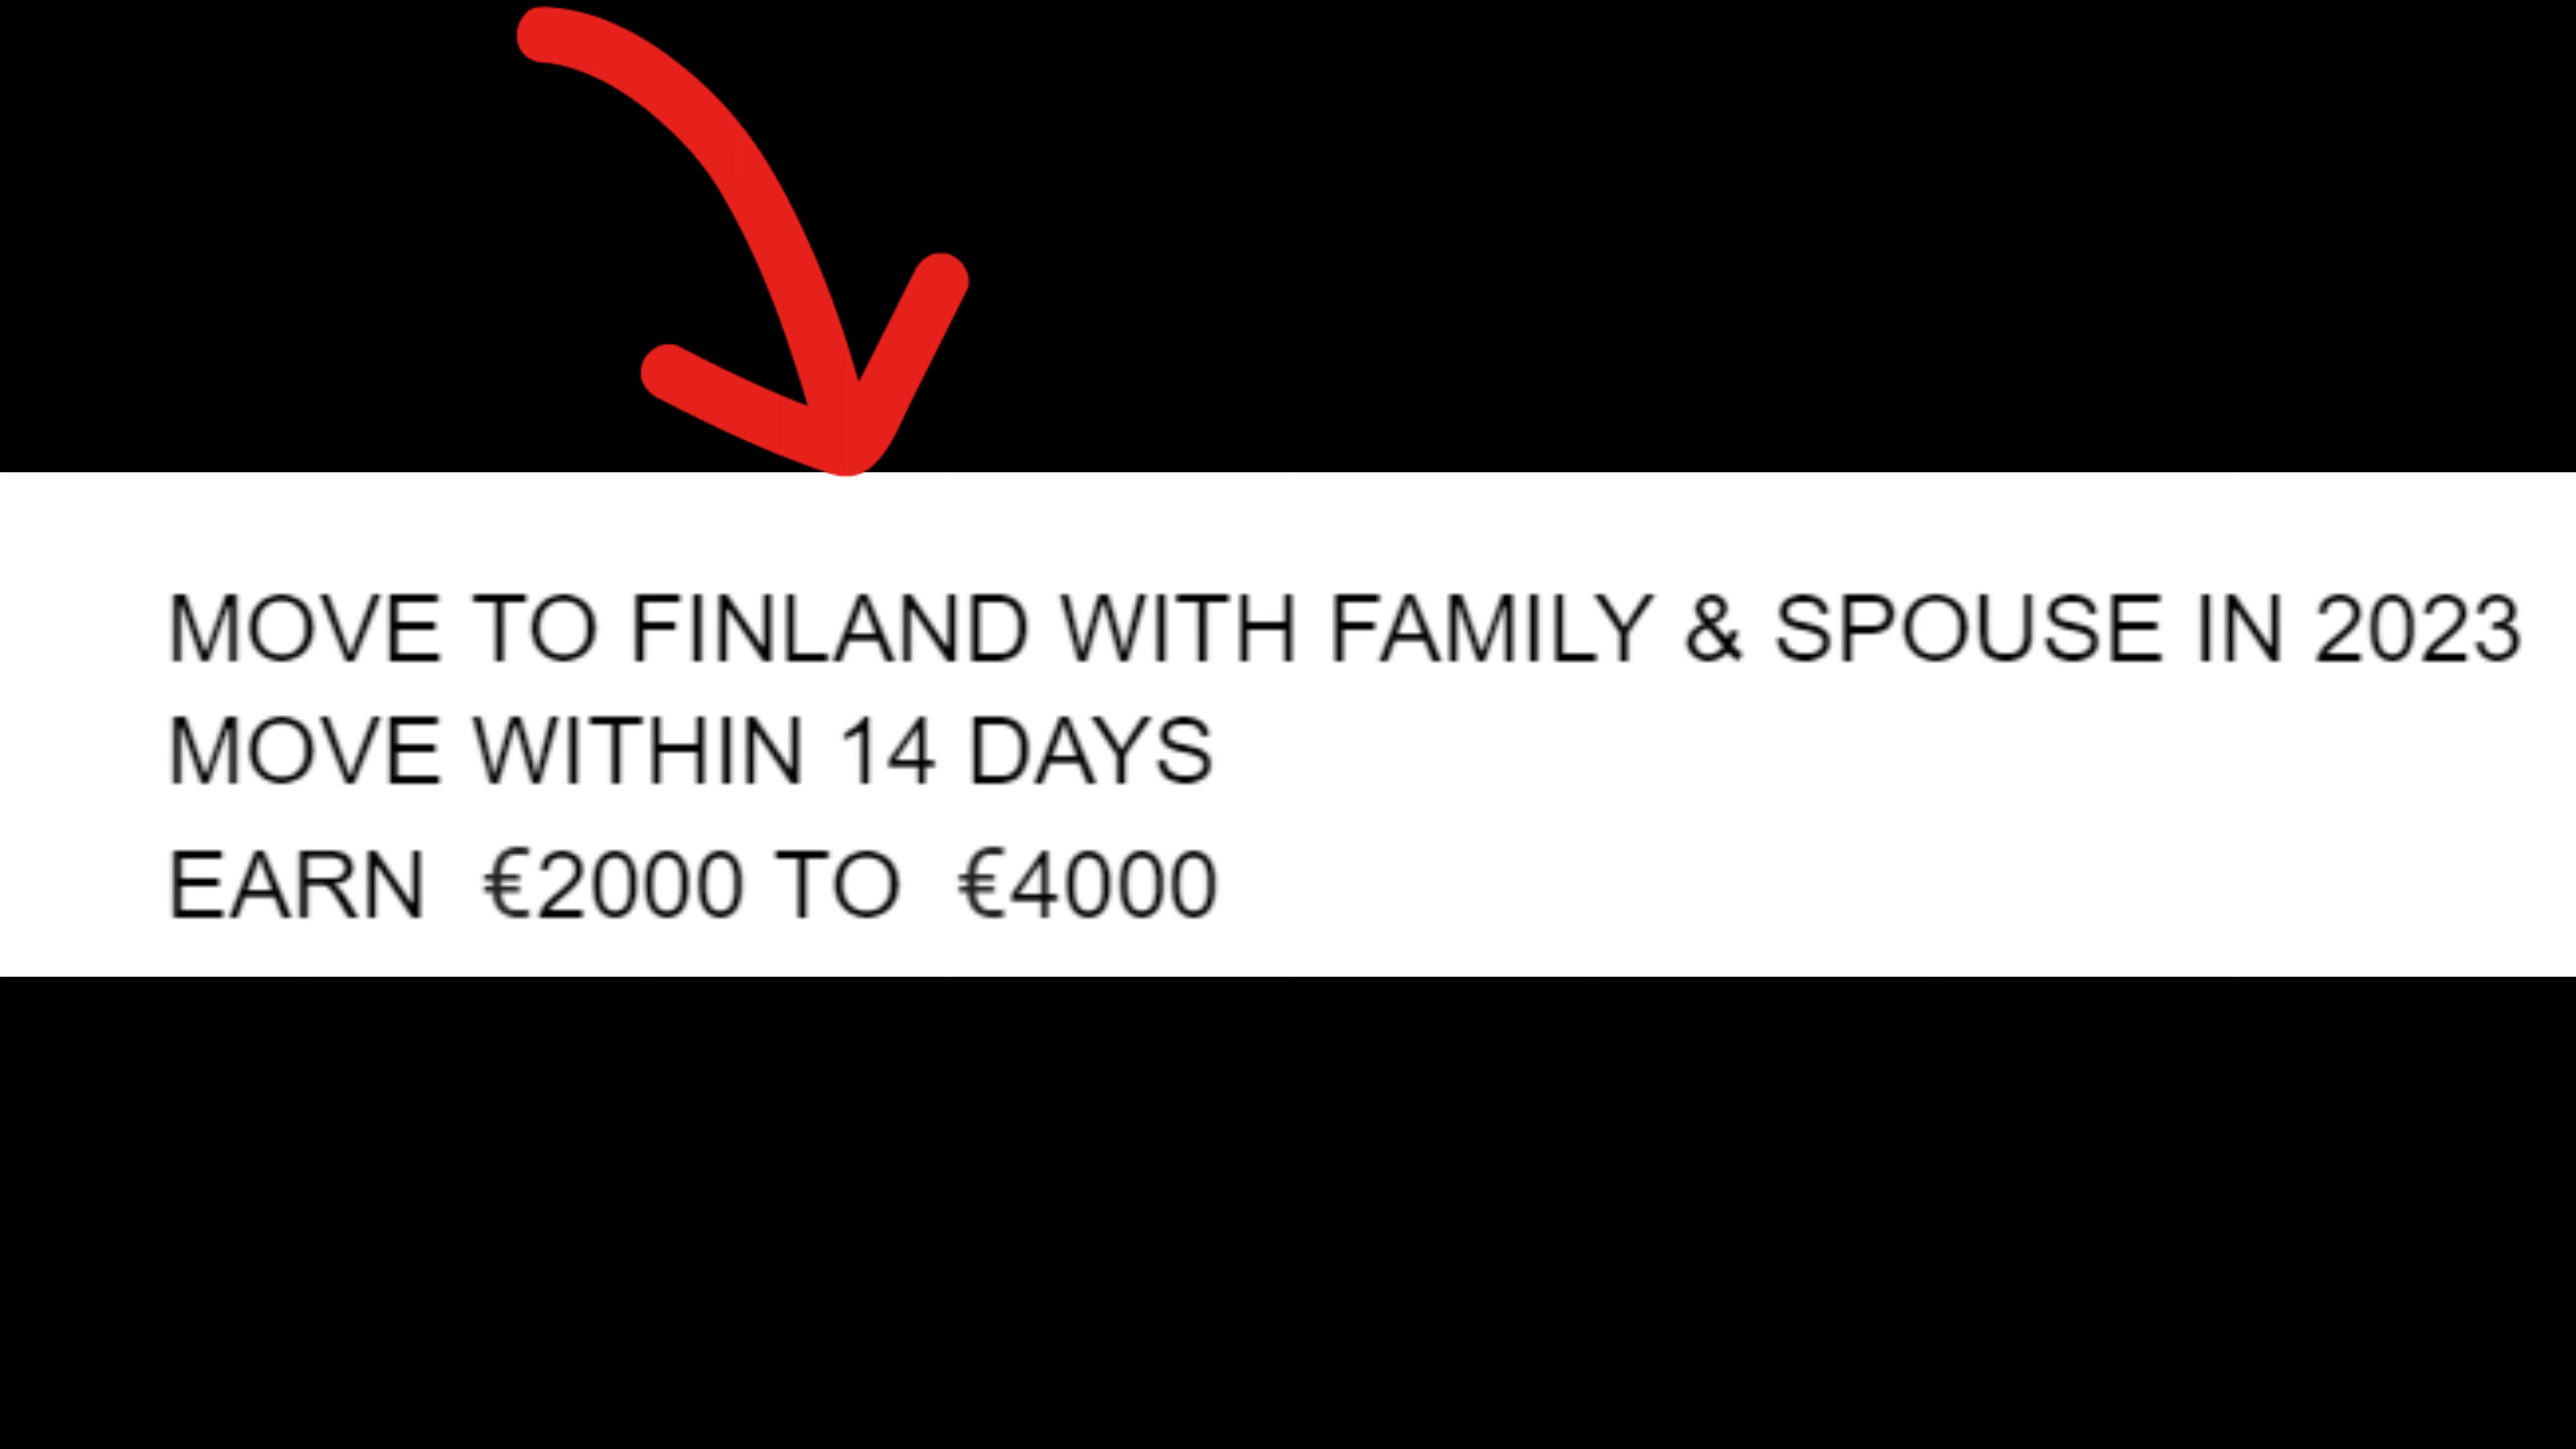 MOVE TO FINLAND WITH FAMILY & SPOUSE IN 2023
MOVE WITHIN 14 DAYS
EARN €2000 TO €4000